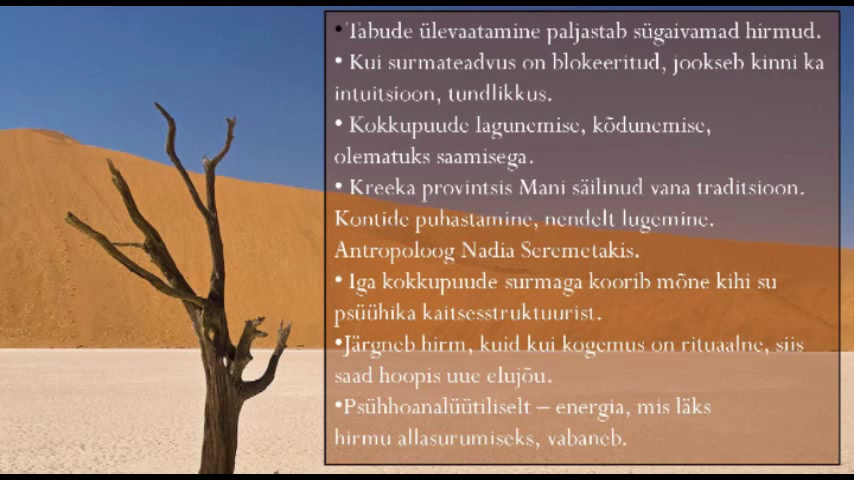 • Tabude ülevaatamine paljastab sügaivamad hirmud.
• Kui surmateadvus on blokeeritud, jookseb kinni ka
intuitsioon, tundlikkus.
• Kokkupuude lagunemise, kõdunemise,
olematuks saamisega.
• Kreeka provintsis Mani säilinud vana traditsioon.
Kontide puhastamine, nendelt lugemine.
Antropoloog Nadia Seremetakis.
• Iga kokkupuude surmaga koorib mõne kihi su
psüühika kaitsesstruktuurist.
•Järgneb hirm, kuid kui kogemus on rituaalne, siis
saad hoopis uue elujõu.
•Psühhoanalüütiliselt – energia, mis läks
hirmu allasurumiseks, vabaneb.